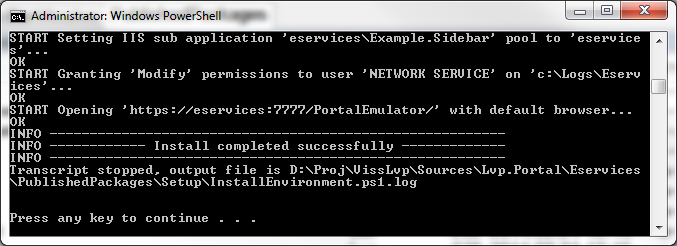 Administrator: Windows PowerShell
START Setting IIS sub application 'eservices\Example.Sidebar' pool to 'eservice
s'...
OK
START Granting 'Modify' permissions to user 'NETWORK SERVICE' on 'c:\Logs\Eserv
ices'...
OK
START Opening 'https://eservices:7777/PortalEmulator/' with default browser...
OK
INFO ---------------------------------------------------------
INFO ------------ Install completed successfully -------------
INFO ---------------------------------------------------------
Transcript stopped, output file is D:\Proj\VissLvp\Sources\Lvp.Portal\Eservices
\PublishedPackages\Setup\InstallEnvironment.ps1.log
Press any key to continue . . .